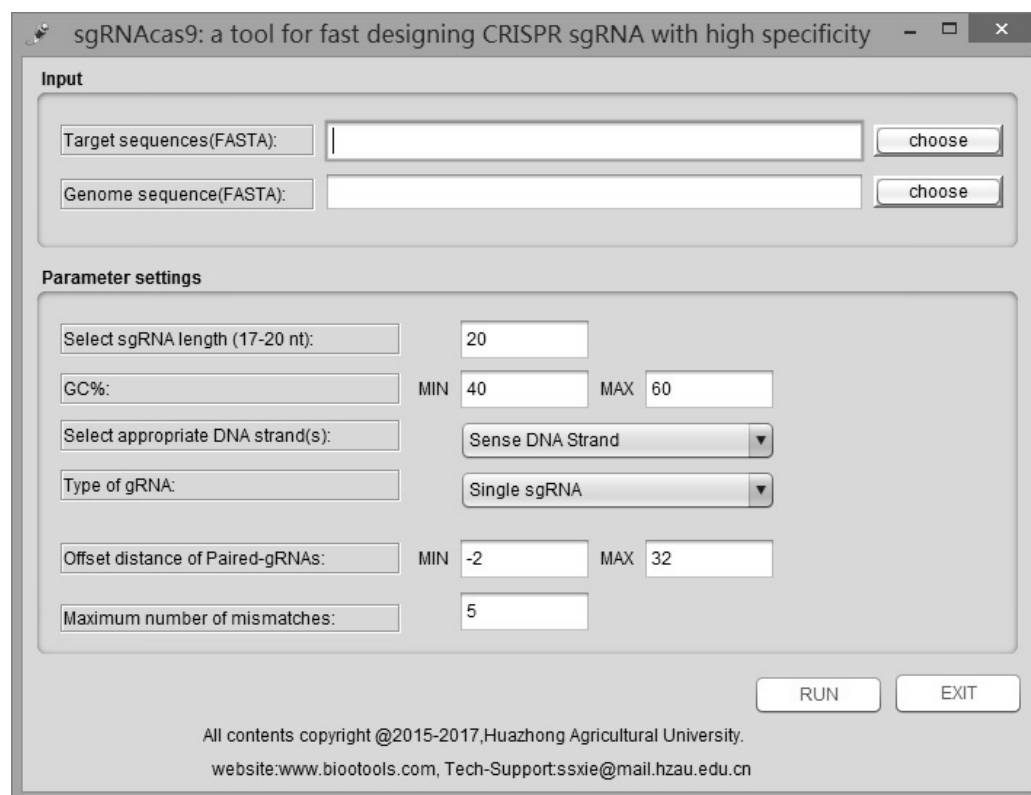 sgRNAcas9: a tool for fast designing CRISPR sgRNA with high specificity
Input
Target sequences(FASTA): choose
Genome sequence(FASTA): choose
Parameter settings
Select sgRNA length (17-20 nt): 20
GC%: MIN 40 MAX 60
Select appropriate DNA strand(s): Sense DNA Strand
Type of gRNA: Single sgRNA
Offset distance of Paired-gRNAs: MIN -2 MAX 32
Maximum number of mismatches: 5
RUN EXIT
All contents copyright @2015-2017,Huazhong Agricultural University.
website:www.biootools.com, Tech-Support:ssxie@mail.hzau.edu.cn